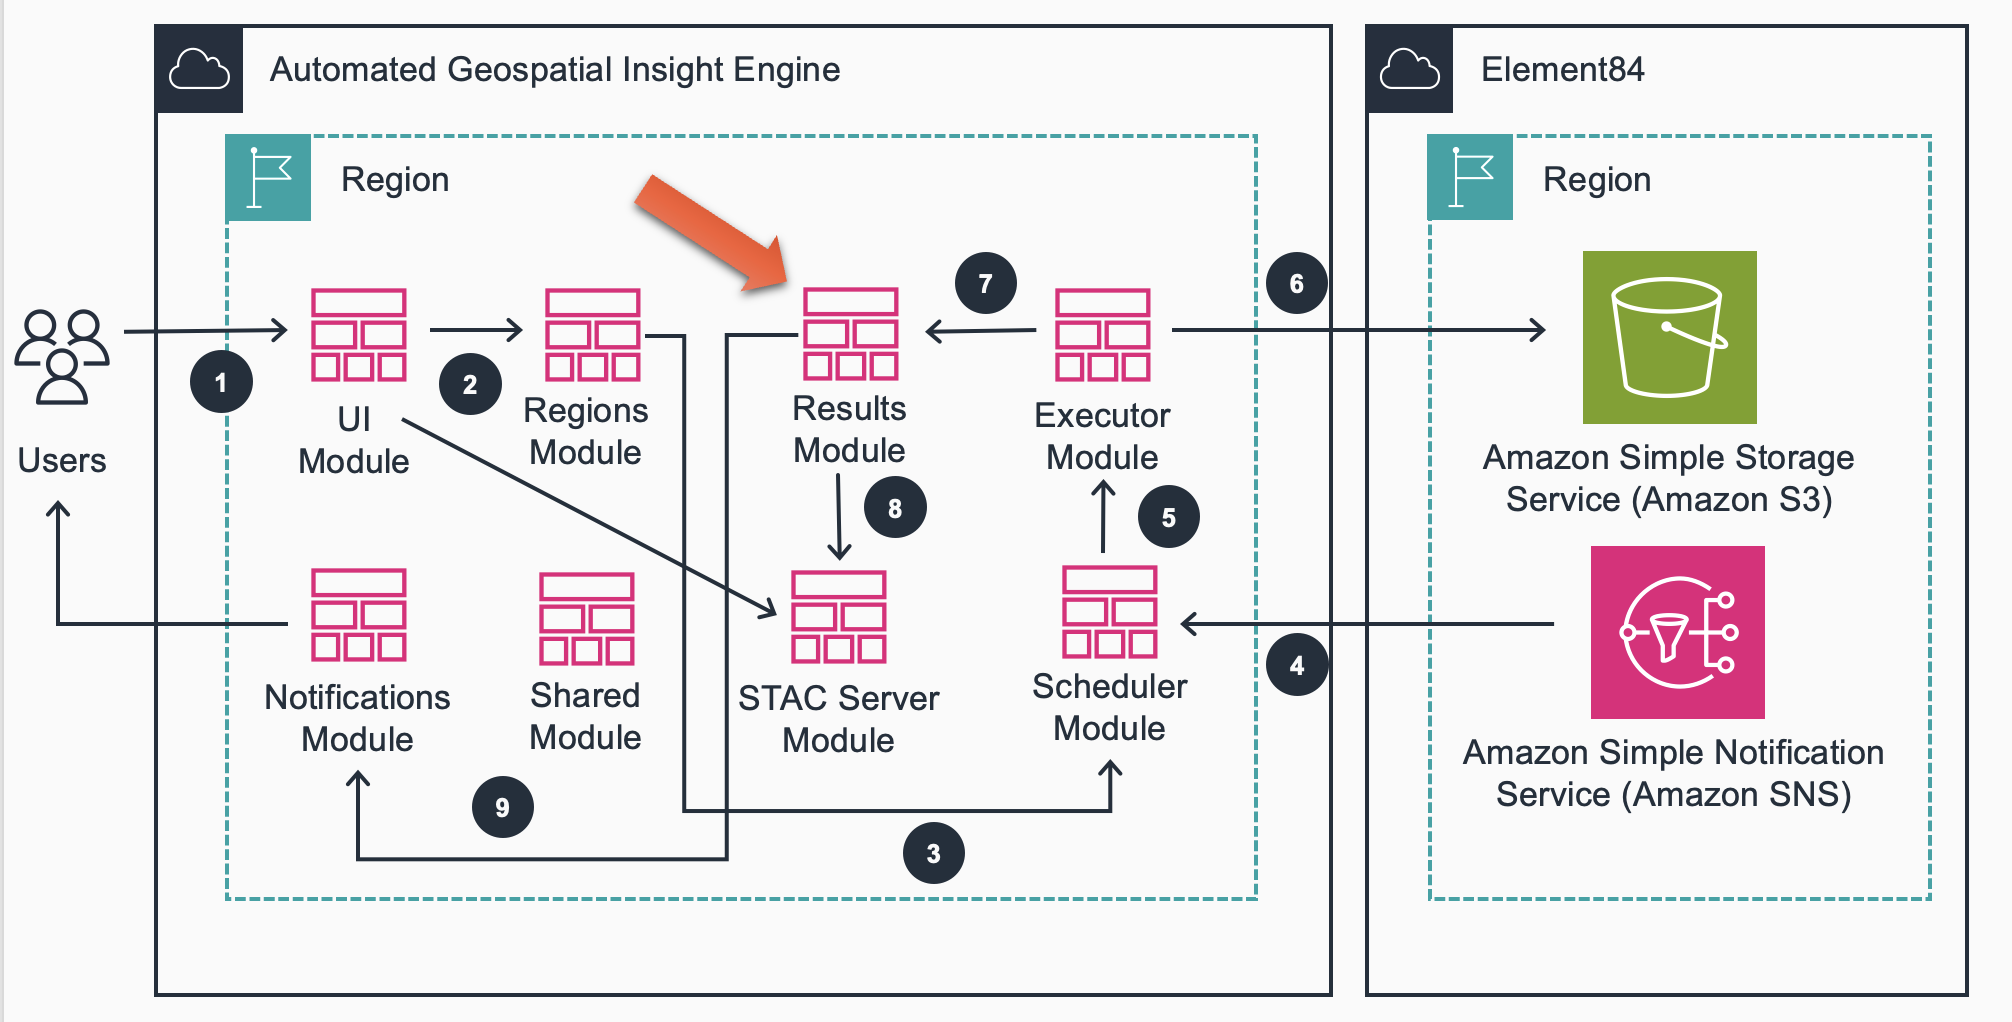 Automated Geospatial Insight Engine
Element84
Region
Region
7
6
1
2
UI
Module
Regions
Module
Results
Module
Executor
Module
Users
Amazon Simple Storage
Service (Amazon S3)
8
5
4
Notifications
Module
Shared
Module
STAC Server
Module
Scheduler
Module
Amazon Simple Notification
Service (Amazon SNS)
9
3